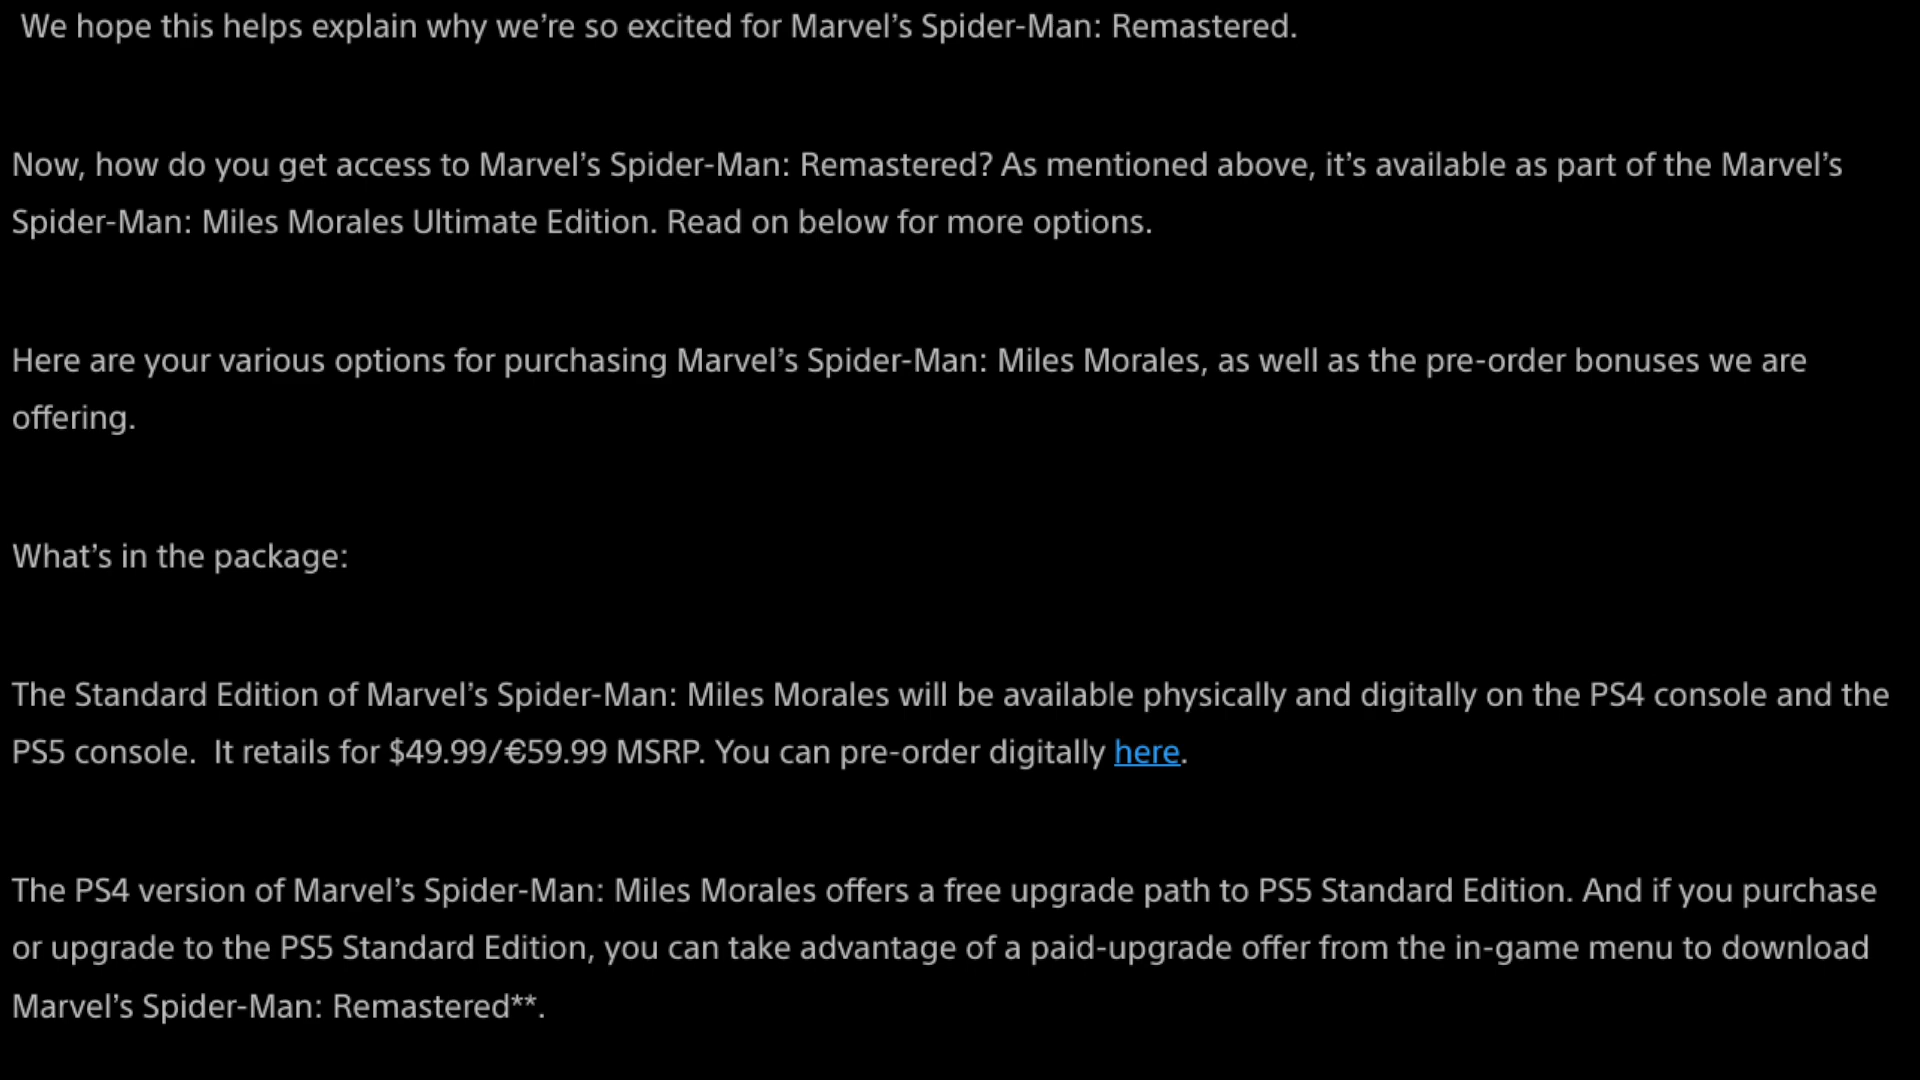 We hope this helps explain why we’re so excited for Marvel’s Spider-Man: Remastered.
Now, how do you get access to Marvel’s Spider-Man: Remastered? As mentioned above, it’s available as part of the Marvel’s
Spider-Man: Miles Morales Ultimate Edition. Read on below for more options.
Here are your various options for purchasing Marvel’s Spider-Man: Miles Morales, as well as the pre-order bonuses we are
offering.
What’s in the package:
The Standard Edition of Marvel’s Spider-Man: Miles Morales will be available physically and digitally on the PS4 console and the
PS5 console.  It retails for $49.99/€59.99 MSRP. You can pre-order digitally here.
The PS4 version of Marvel’s Spider-Man: Miles Morales offers a free upgrade path to PS5 Standard Edition. And if you purchase
or upgrade to the PS5 Standard Edition, you can take advantage of a paid-upgrade offer from the in-game menu to download
Marvel’s Spider-Man: Remastered**.